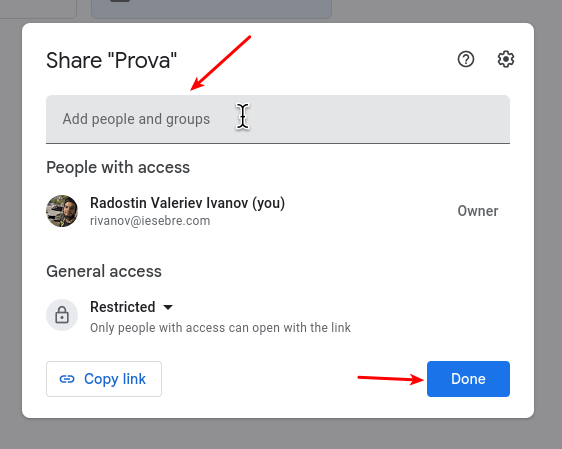 Share "Prova"
Add people and groups
People with access
Radostin Valeriev Ivanov (you)
rivanov@iesebre.com
Owner
General access
Restricted
Only people with access can open with the link
Copy link
Done